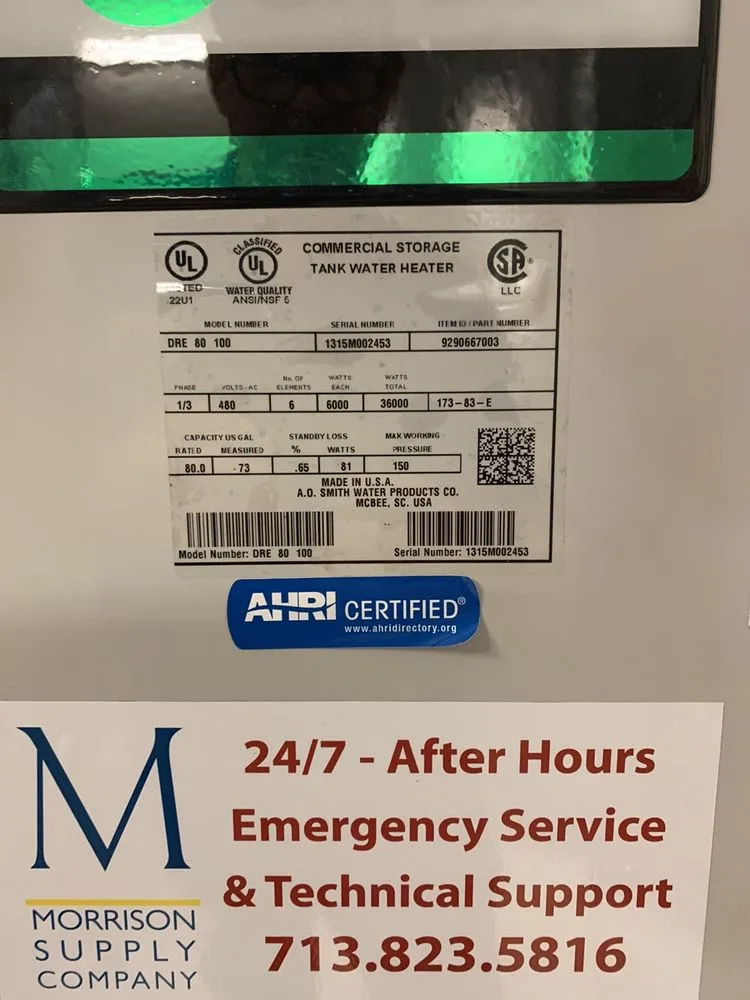 UL
CLASSIFIED
UL
COMMERCIAL STORAGE
TANK WATER HEATER
SA
22U1
WATER QUALITY
ANSI/NSF 5
LLC
MODEL NUMBER SERIAL NUMBER ITEM ID / PART NUMBER
DRE 80 100 1315M002453 9290667003
PHASE VOLTS-AC No. OF ELEMENTS WATTS EACH WATTS TOTAL
1/3 480 6 6000 36000 173-83-E
CAPACITY US GAL STANDBY LOSS MAX WORKING
RATED MEASURED % WATTS PRESSURE
80.0 73 .65 81 150
MADE IN U.S.A.
A.O. SMITH WATER PRODUCTS CO.
MCBEE, SC. USA
Model Number: DRE 80 100 Serial Number: 1315M002453
AHRI CERTIFIED®
www.ahridirectory.org
M
MORRISON
SUPPLY
COMPANY
24/7 - After Hours
Emergency Service
& Technical Support
713.823.5816